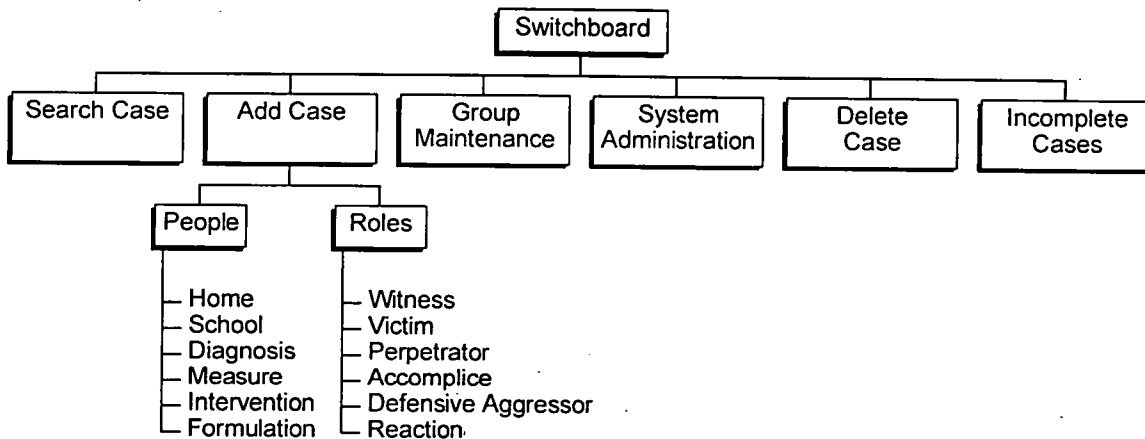 Switchboard
Search Case
Add Case
Group
Maintenance
System
Administration
Delete
Case
Incomplete
Cases
People
Roles
Home
School
Diagnosis
Measure
Intervention
Formulation
Witness
Victim
Perpetrator
Accomplice
Defensive Aggressor
Reaction